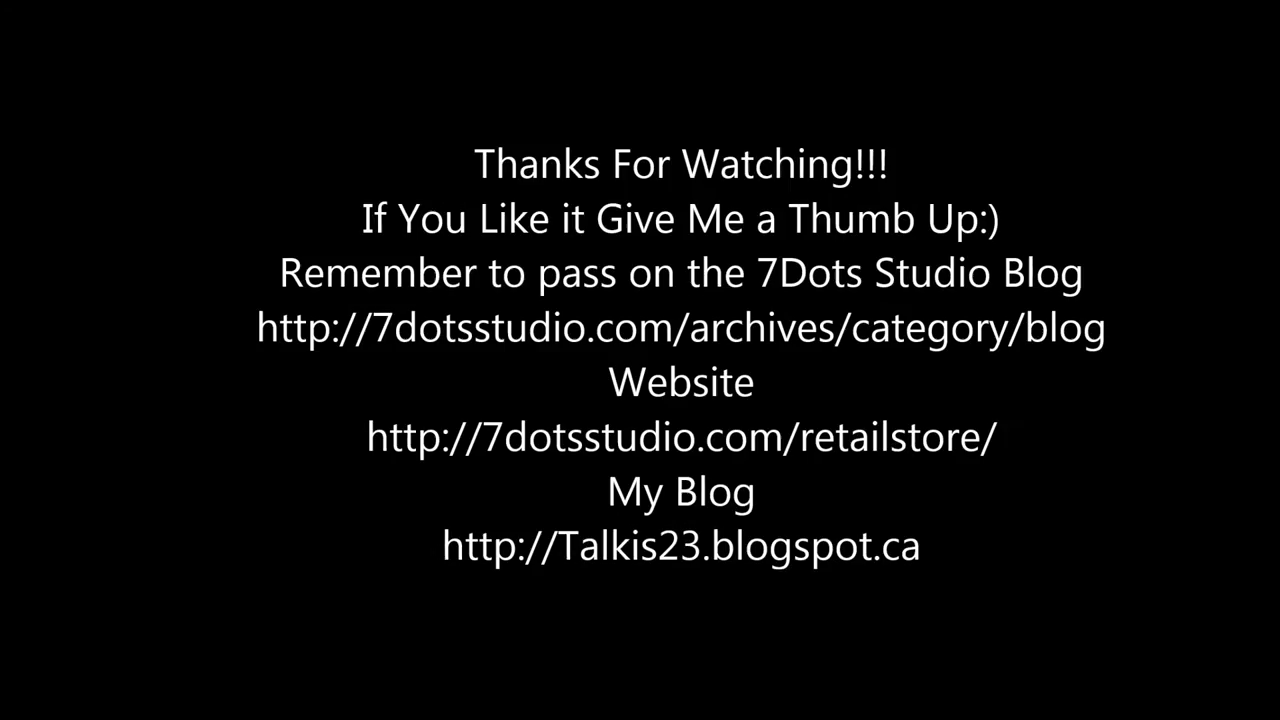 Thanks For Watching!!!
If You Like it Give Me a Thumb Up:)
Remember to pass on the 7Dots Studio Blog
http://7dotsstudio.com/archives/category/blog
Website
http://7dotsstudio.com/retailstore/
My Blog
http://Talkis23.blogspot.ca